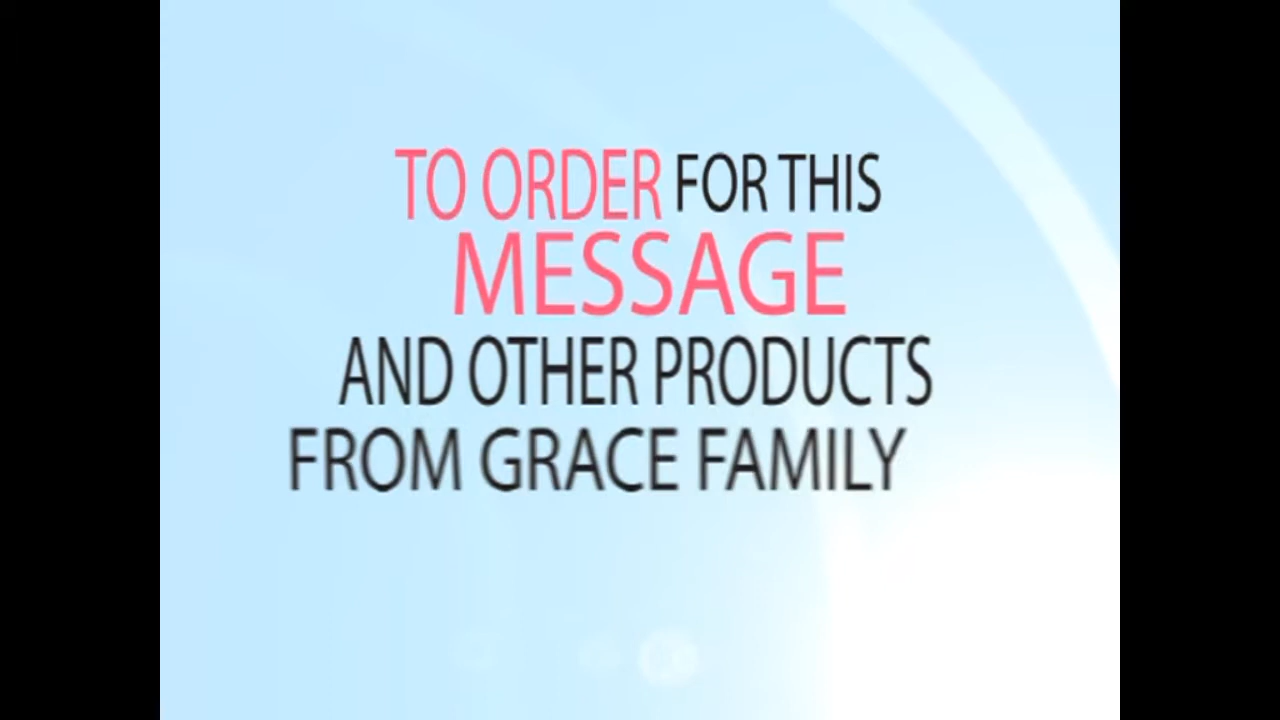 TO ORDER FOR THIS
MESSAGE
AND OTHER PRODUCTS
FROM GRACE FAMILY